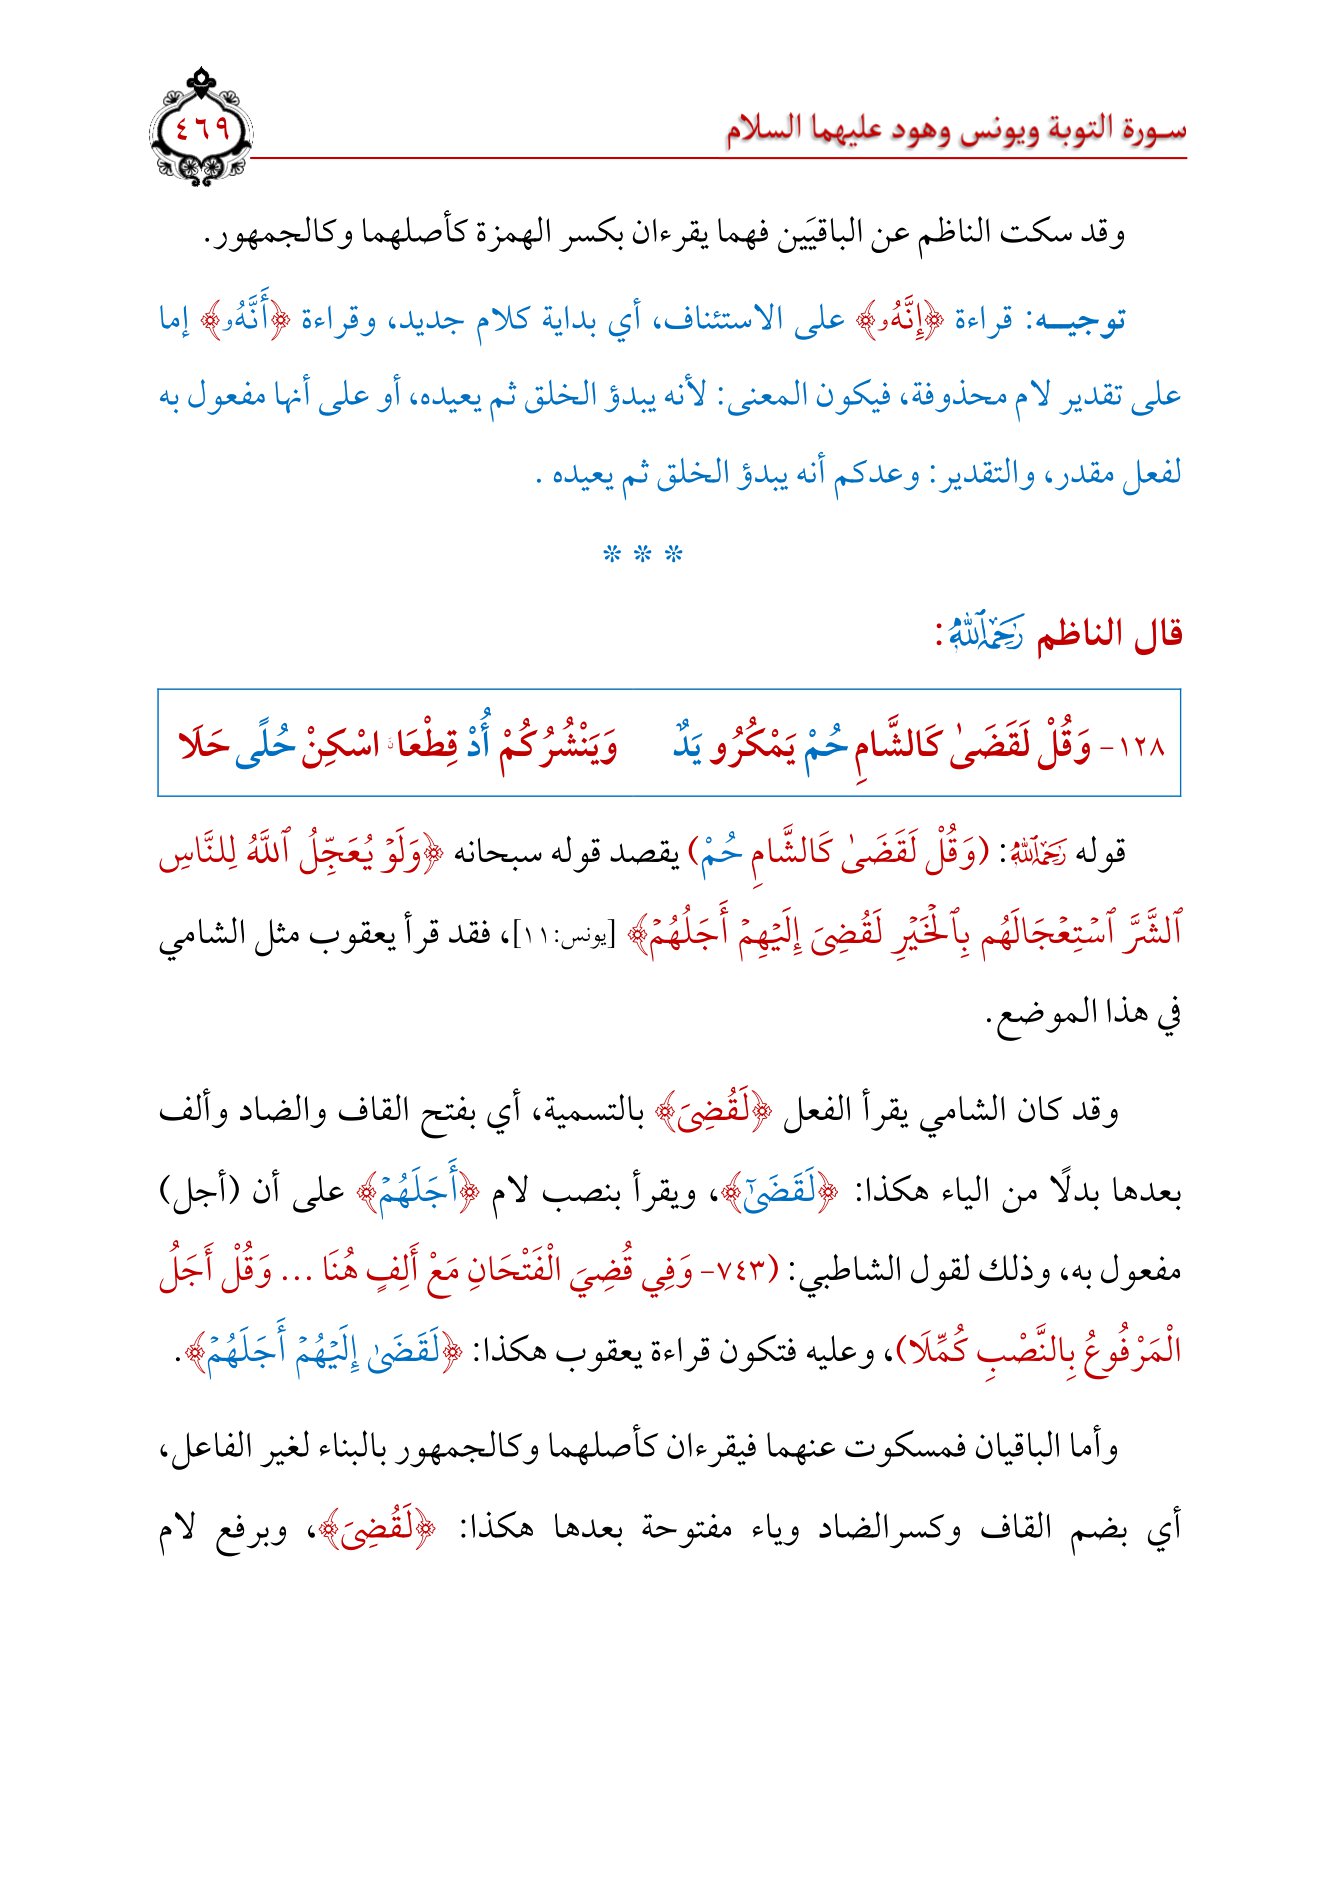 سورة التوبة ويونس وهود عليهما السلام
٤٦٩
وقد سكت الناظم عن الباقيَين فهما يقرءان بكسر الهمزة كأصلهما وكالجمهور.
توجيـــه: قراءة ﴿إِنَّهُۥ﴾ على الاستئناف، أي بداية كلام جديد، وقراءة ﴿أَنَّهُۥ﴾ إما
على تقدير لام محذوفة، فيكون المعنى: لأنه يبدؤ الخلق ثم يعيده، أو على أنها مفعول به
لفعل مقدر، والتقدير: وعدكم أنه يبدؤ الخلق ثم يعيده .
* * *
قال الناظم رَحِمَهُ ٱللَّهُ:
١٢٨- وَقُلْ لَقَضَىٰ كَالشَّامِ حُمْ يَمْكُرُو يَدٌ وَيَنْشُرُكُمْ أُدْ قِطْعَا ۨ اسْكِنْ حُلًى حَلَا
قوله رَحِمَهُ ٱللَّهُ: (وَقُلْ لَقَضَىٰ كَالشَّامِ حُمْ) يقصد قوله سبحانه ﴿وَلَوۡ يُعَجِّلُ ٱللَّهُ لِلنَّاسِ
ٱلشَّرَّ ٱسۡتِعۡجَالَهُم بِٱلۡخَيۡرِ لَقُضِىَ إِلَيۡهِمۡ أَجَلُهُمۡ﴾ [يونس:١١]، فقد قرأ يعقوب مثل الشامي
في هذا الموضع.
وقد كان الشامي يقرأ الفعل ﴿لَقُضِىَ﴾ بالتسمية، أي بفتح القاف والضاد وألف
بعدها بدلًا من الياء هكذا: ﴿لَقَضَىٰٓ﴾، ويقرأ بنصب لام ﴿أَجَلَهُمۡ﴾ على أن (أجل)
مفعول به، وذلك لقول الشاطبي: (٧٤٣- وَفِي قُضِيَ الْفَتْحَانِ مَعْ أَلِفٍ هُنَا ... وَقُلْ أَجَلُ
الْمَرْفُوعُ بِالنَّصْبِ كُمِّلَا)، وعليه فتكون قراءة يعقوب هكذا: ﴿لَقَضَىٰ إِلَيۡهُمۡ أَجَلَهُمۡ﴾.
وأما الباقيان فمسكوت عنهما فيقرءان كأصلهما وكالجمهور بالبناء لغير الفاعل،
أي بضم القاف وكسرالضاد وياء مفتوحة بعدها هكذا: ﴿لَقُضِىَ﴾، وبرفع لام